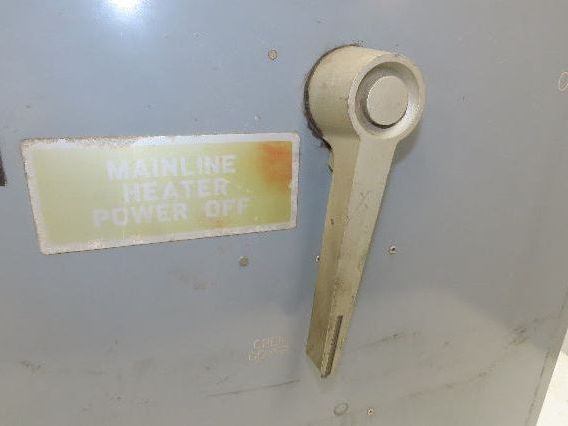 MAINLINE
HEATER
POWER OFF
X